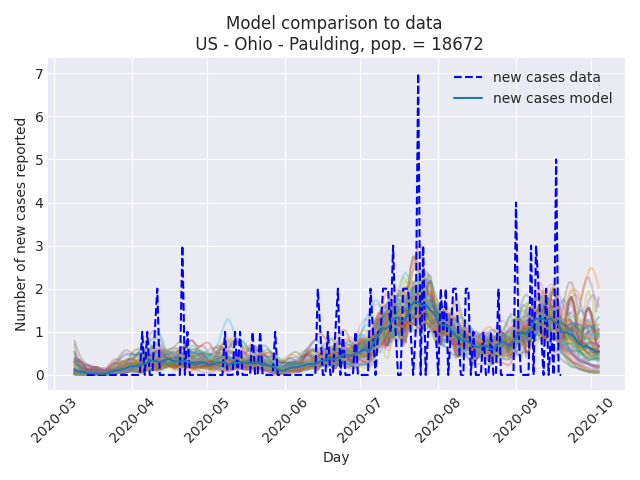 Model comparison to data
US - Ohio - Paulding, pop. = 18672
new cases data
new cases model
Number of new cases reported
7
6
5
4
3
2
1
0
2020-03
2020-04
2020-05
2020-06
2020-07
2020-08
2020-09
2020-10
Day